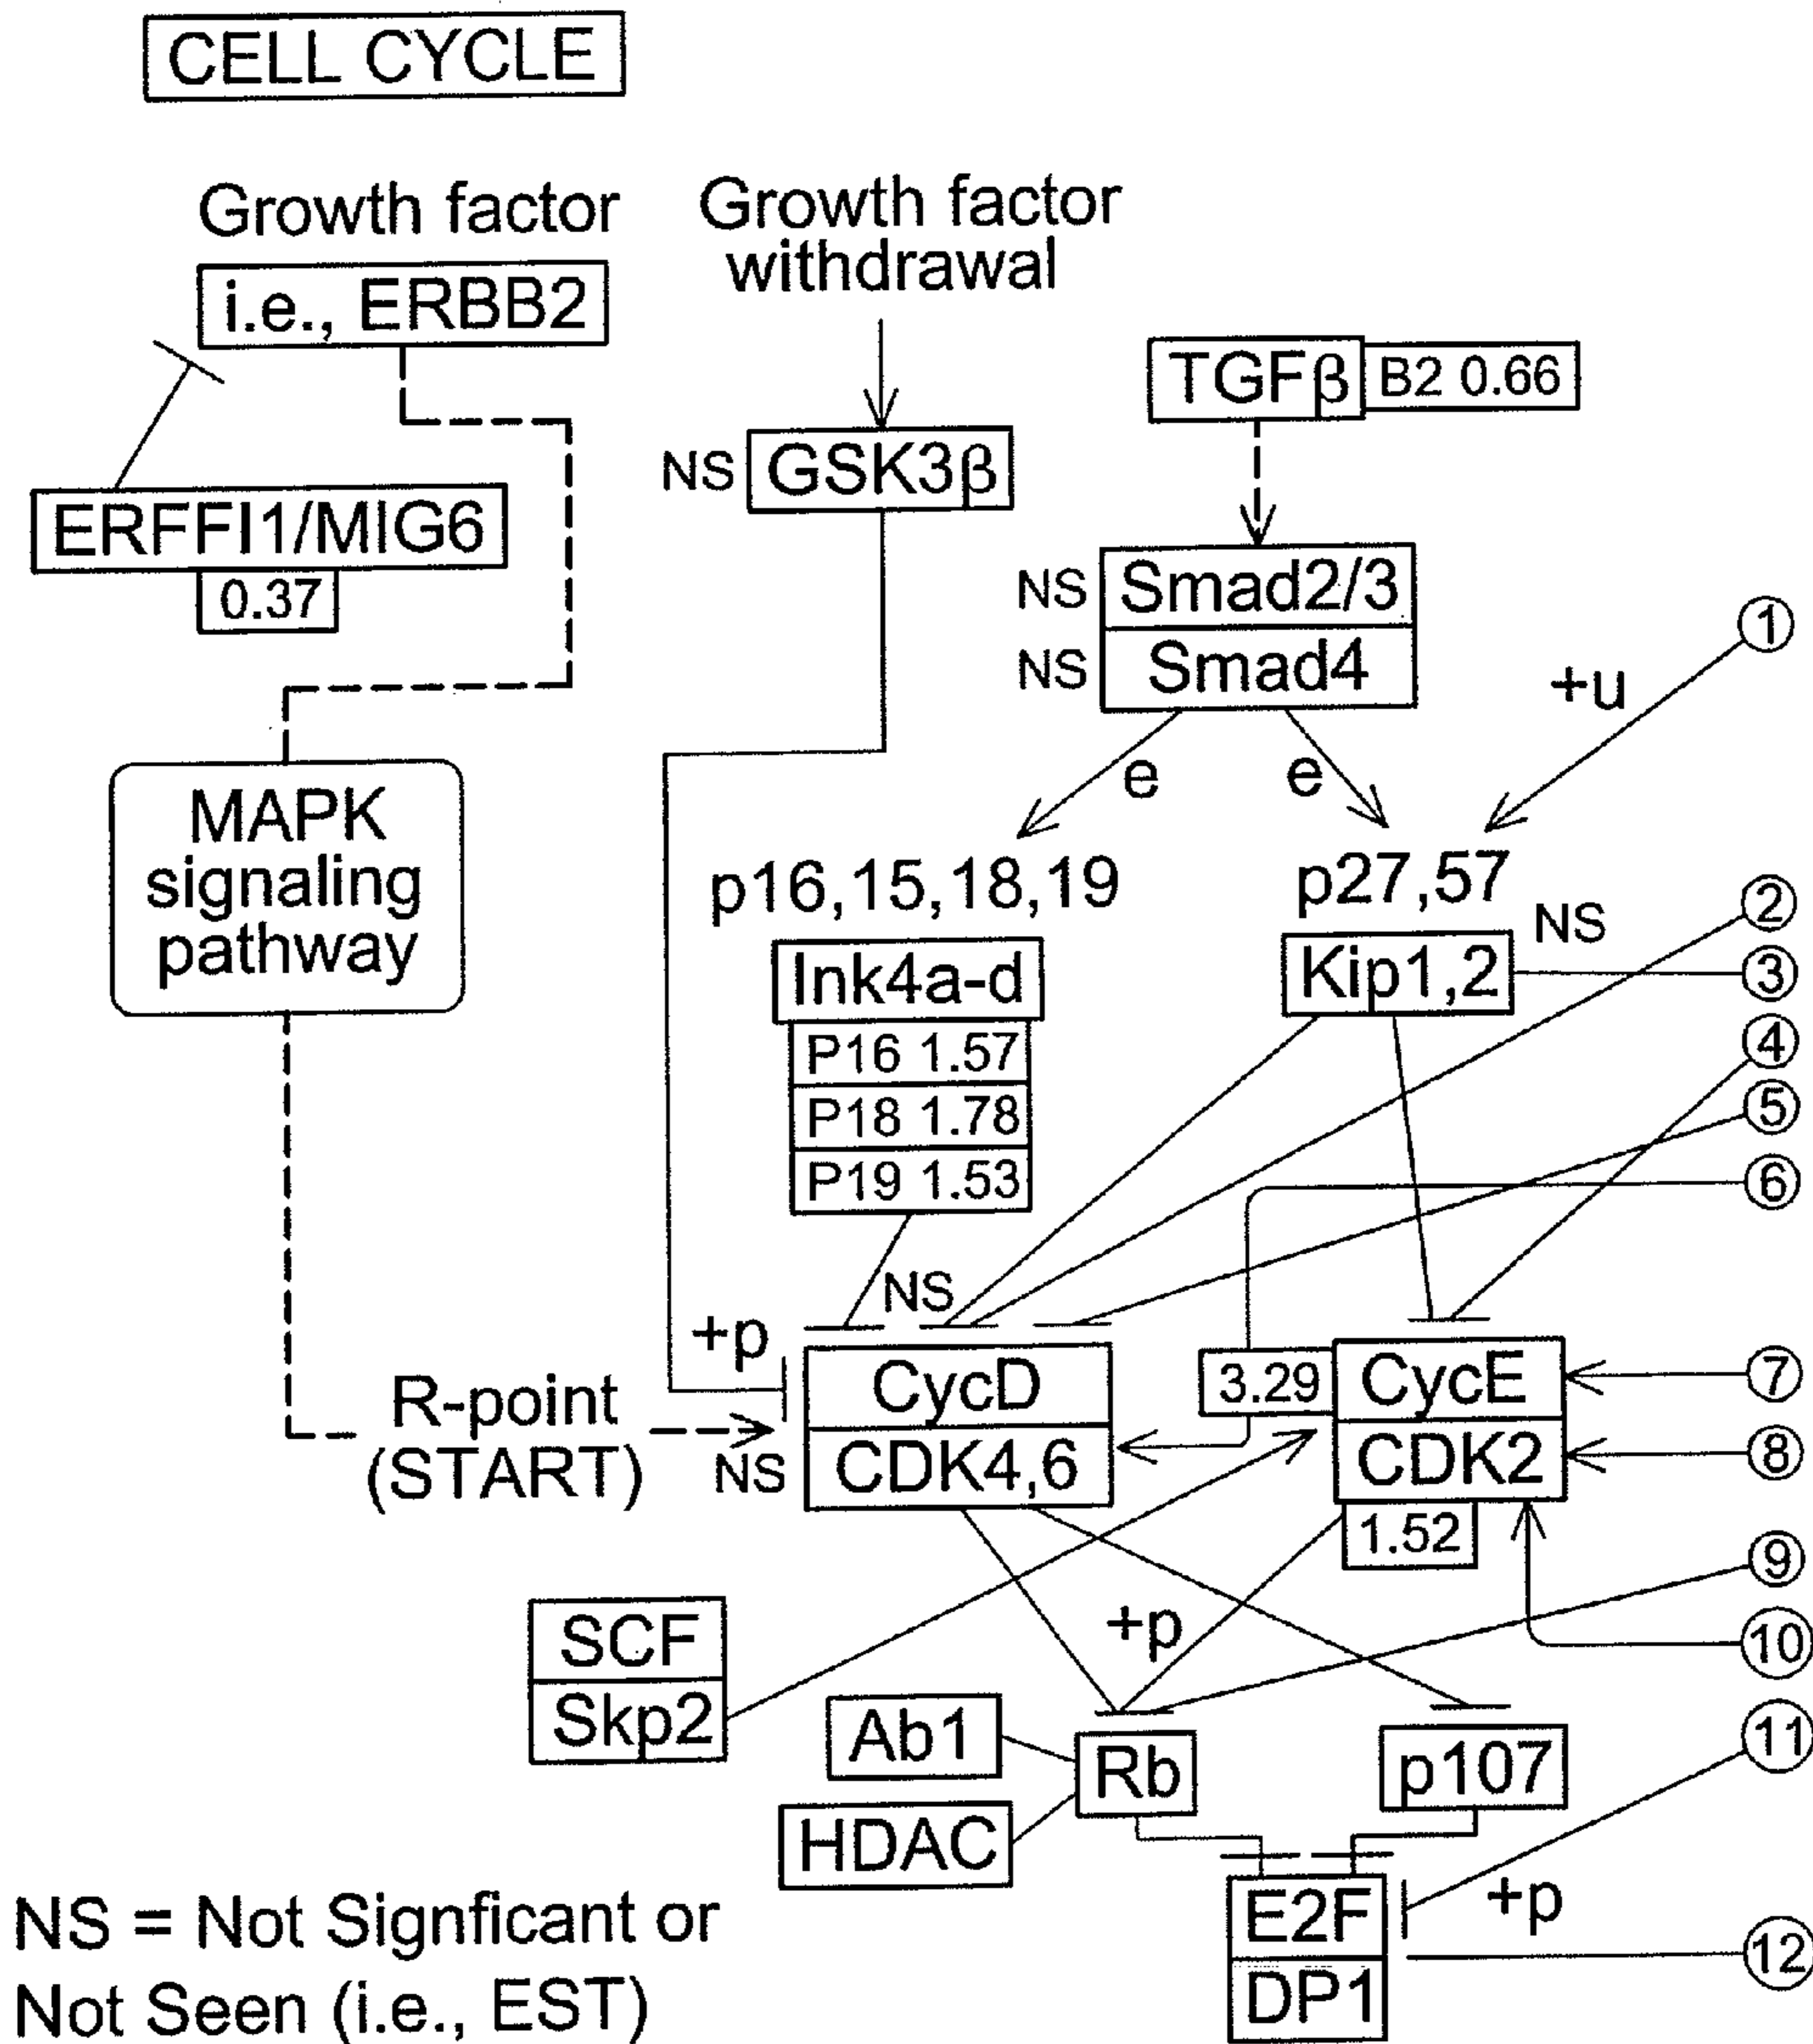 CELL CYCLE
Growth factor
i.e., ERBB2
Growth factor
withdrawal
TGFβ
B2 0.66
NS
GSK3β
ERFFI1/MIG6
0.37
NS
Smad2/3
NS
Smad4
1
+u
e
e
MAPK
signaling
pathway
p16,15,18,19
p27,57
NS
2
Ink4a-d
Kip1,2
3
P16 1.57
4
P18 1.78
5
P19 1.53
6
NS
+p
R-point
(START)
NS
CycD
CDK4,6
3.29
CycE
7
CDK2
8
1.52
9
SCF
Skp2
+p
10
Ab1
Rb
p107
11
HDAC
E2F
DP1
+p
12
NS = Not Signficant or
Not Seen (i.e., EST)